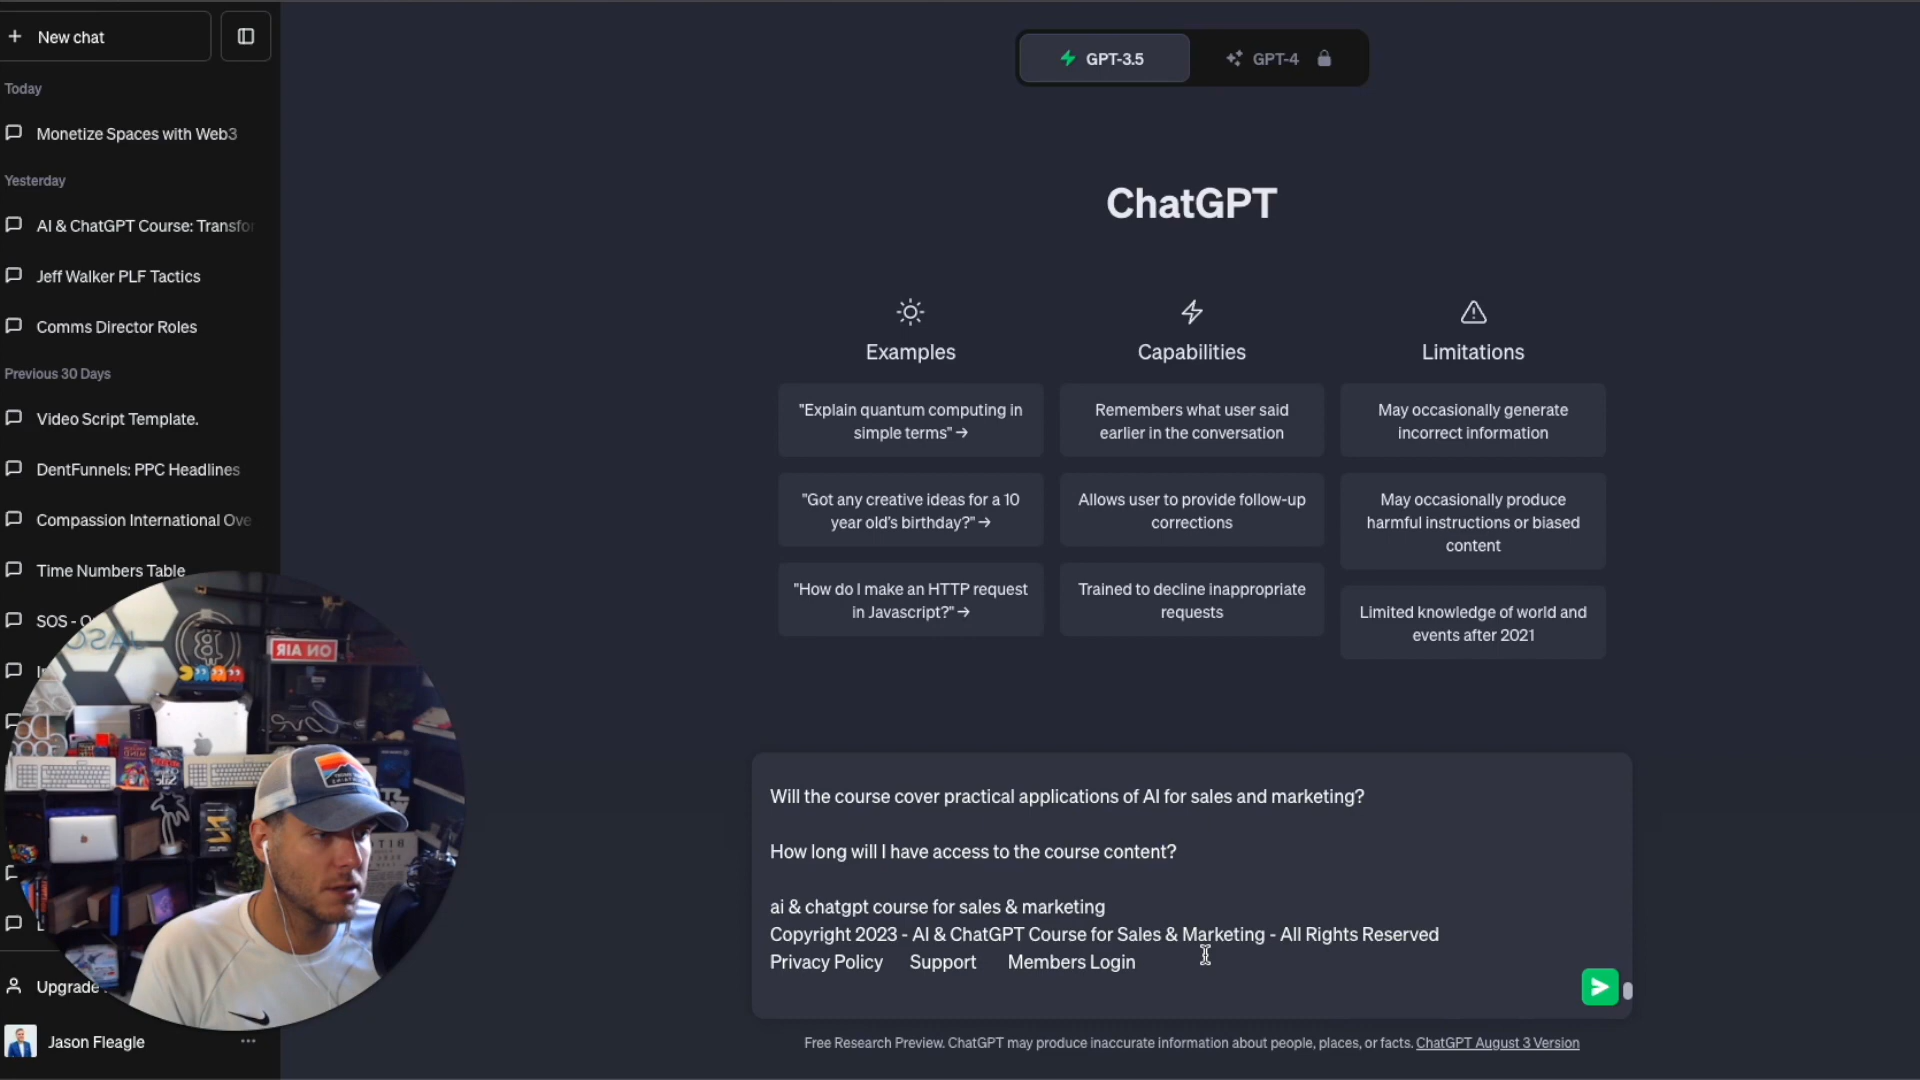 New chat
GPT-3.5
GPT-4
Today
Monetize Spaces with Web3
Yesterday
AI & ChatGPT Course: Transfor
Jeff Walker PLF Tactics
Comms Director Roles
Previous 30 Days
Video Script Template.
DentFunnels: PPC Headlines
Compassion International Ove
Time Numbers Table
SOS - O
ON AIR
Upgrade
Jason Fleagle
ChatGPT
Examples
Capabilities
Limitations
"Explain quantum computing in
simple terms" →
Remembers what user said
earlier in the conversation
May occasionally generate
incorrect information
"Got any creative ideas for a 10
year old's birthday?" →
Allows user to provide follow-up
corrections
May occasionally produce
harmful instructions or biased
content
"How do I make an HTTP request
in Javascript?" →
Trained to decline inappropriate
requests
Limited knowledge of world and
events after 2021
Will the course cover practical applications of AI for sales and marketing?
How long will I have access to the course content?
ai & chatgpt course for sales & marketing
Copyright 2023 - AI & ChatGPT Course for Sales & Marketing - All Rights Reserved
Privacy Policy Support Members Login
Free Research Preview. ChatGPT may produce inaccurate information about people, places, or facts. ChatGPT August 3 Version